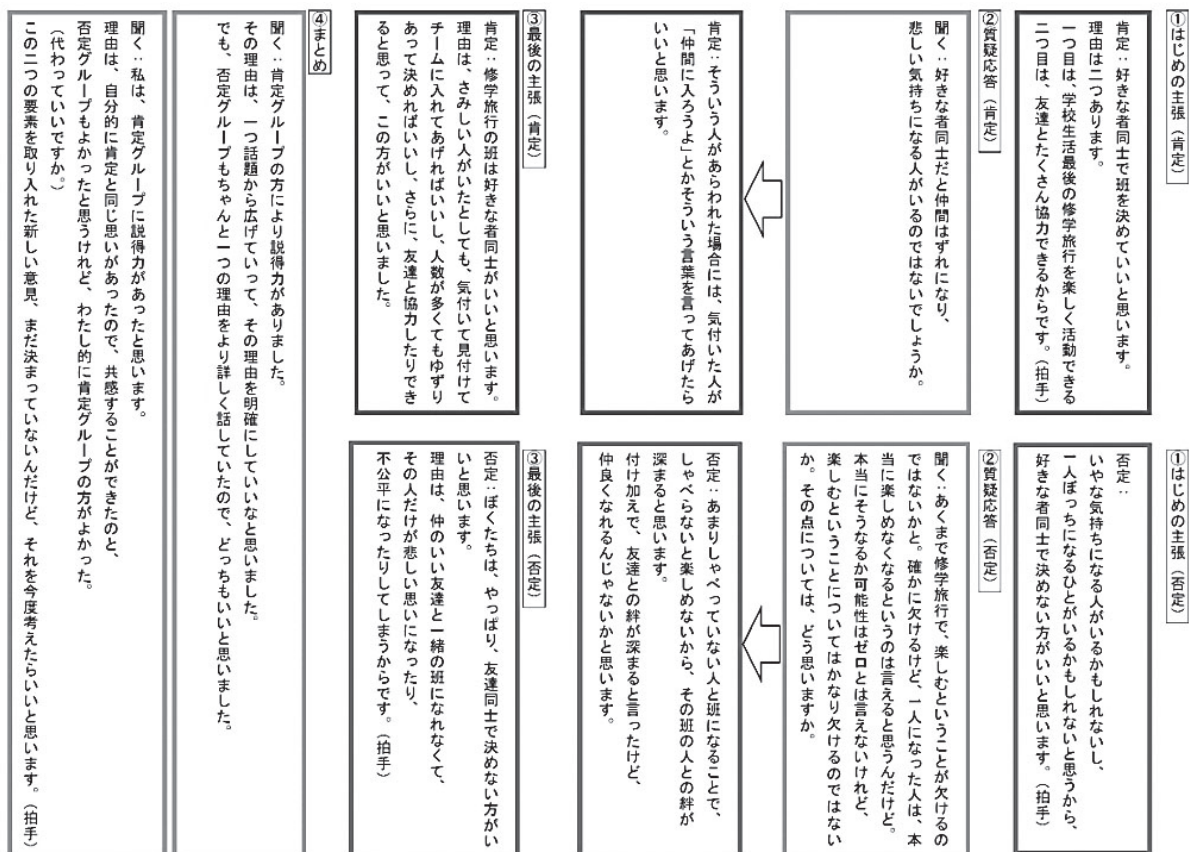 ①はじめの主張（肯定）
肯定：好きな者同士で班を決めていいと思います。
理由は二つあります。
一つ目は、学校生活最後の修学旅行を楽しく活動できる
二つ目は、友達とたくさん協力できるからです。（拍手）
②質疑応答（肯定）
聞く：好きな者同士だと仲間はずれになり、
悲しい気持ちになる人がいるのではないでしょうか。
肯定：そういう人があらわれた場合には、気付いた人が
「仲間に入ろうよ」とかそういう言葉を言ってあげたら
いいと思います。
③最後の主張（肯定）
肯定：修学旅行の班は好きな者同士がいいと思います。
理由は、さみしい人がいたとしても、気付いて見付けて
チームに入れてあげればいいし、人数が多くてもゆずり
あって決めればいいし、さらに、友達と協力したりでき
ると思って、この方がいいと思いました。
①はじめの主張（否定）
否定：
いやな気持ちになる人がいるかもしれないし、
一人ぼっちになるひとがいるかもしれないと思うから、
好きな者同士で決めない方がいいと思います。（拍手）
②質疑応答（否定）
聞く：あくまで修学旅行で、楽しむということが欠けるの
ではないかと。確かに欠けるけど、一人になった人は、本
当に楽しめなくなるというのは言えると思うんだけど。
本当にそうなるか可能性はゼロとは言えないけれど、
楽しむということについてはかなり欠けるのではない
か。その点については、どう思いますか。
否定：あまりしゃべっていない人と班になることで、
しゃべらないと楽しめないから、その班の人との絆が
深まると思います。
付け加えで、友達との絆が深まると言ったけど、
仲良くなれるんじゃないかと思います。
③最後の主張（否定）
否定：ぼくたちは、やっぱり、友達同士で決めない方がい
いと思います。
理由は、仲のいい友達と一緒の班になれなくて、
その人だけが悲しい思いになったり、
不公平になったりしてしまうからです。（拍手）
④まとめ
聞く：肯定グループの方により説得力がありました。
その理由は、一つ話題から広げていって、その理由を明確にしていいなと思いました。
でも、否定グループもちゃんと一つの理由をより詳しく話していたので、どっちもいいと思いました。
聞く：私は、肯定グループに説得力があったと思います。
理由は、自分的に肯定と同じ思いがあったので、共感することができたのと、
否定グループもよかったと思うけれど、わたし的に肯定グループの方がよかった。
（代わっていいですか。）
この二つの要素を取り入れた新しい意見、まだ決まっていないんだけど、それを今度考えたらいいと思います。（拍手）